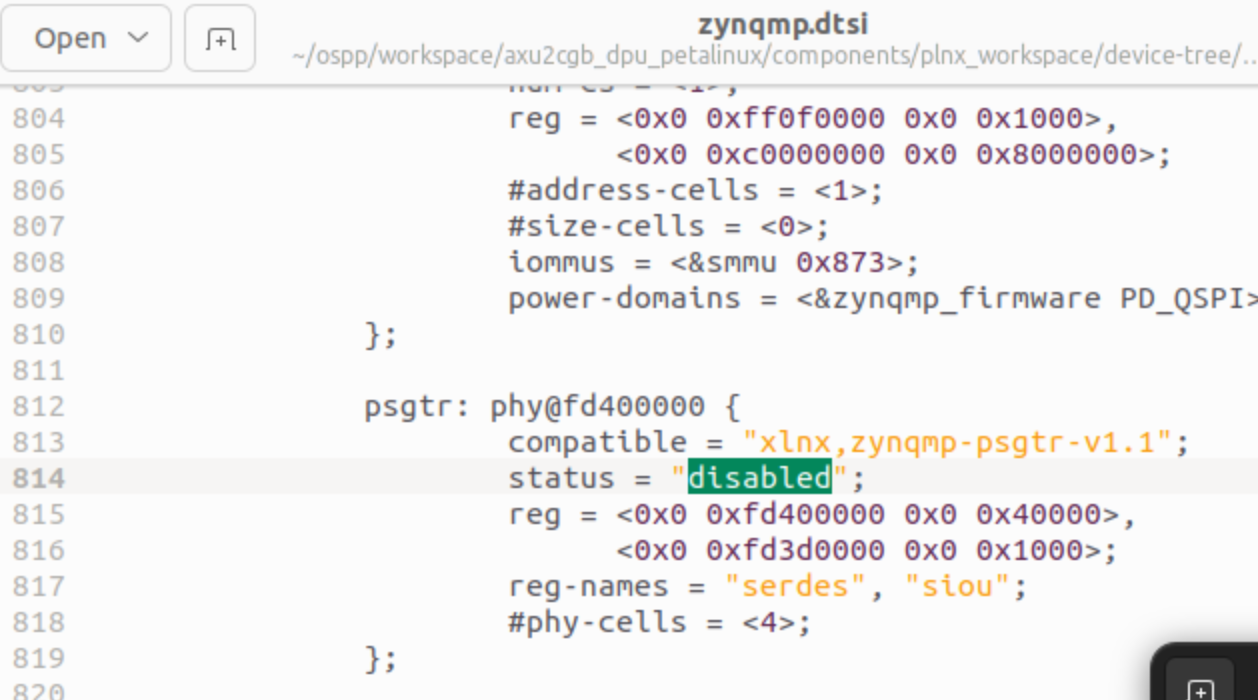 Open
zynqmp.dtsi
~/ospp/workspace/axu2cgb_dpu_petalinux/components/plnx_workspace/device-tree/...
804 reg = <0x0 0xff0f0000 0x0 0x1000>,
805 <0x0 0xc0000000 0x0 0x8000000>;
806 #address-cells = <1>;
807 #size-cells = <0>;
808 iommus = <&smmu 0x873>;
809 power-domains = <&zynqmp_firmware PD_QSPI>
810 };
811
812 psgtr: phy@fd400000 {
813 compatible = "xlnx,zynqmp-psgtr-v1.1";
814 status = "disabled";
815 reg = <0x0 0xfd400000 0x0 0x40000>,
816 <0x0 0xfd3d0000 0x0 0x1000>;
817 reg-names = "serdes", "siou";
818 #phy-cells = <4>;
819 };
820